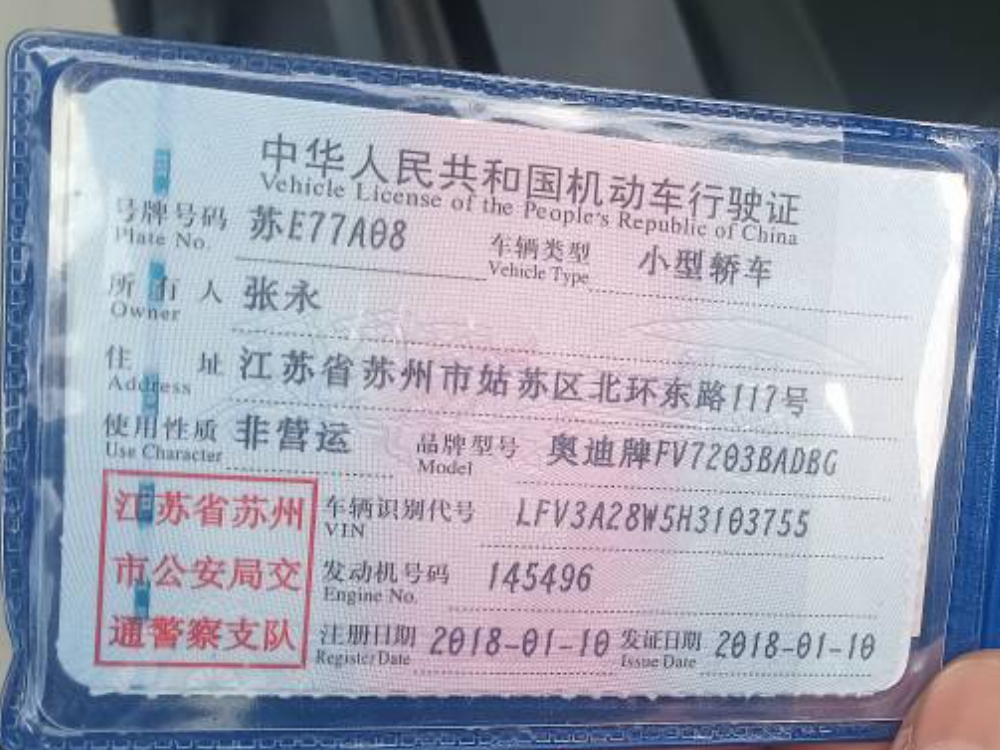 中华人民共和国机动车行驶证
Vehicle License of the People's Republic of China
号牌号码 苏E77A08 车辆类型 小型轿车
Plate No. Vehicle Type
所有人 张永
Owner
住址 江苏省苏州市姑苏区北环东路117号
Address
使用性质 非营运 品牌型号 奥迪牌FV7203BADBG
Use Character Model
江苏省苏州 车辆识别代号 LFV3A28W5H3103755
VIN
市公安局交 发动机号码 145496
Engine No.
通警察支队 注册日期 2018-01-10 发证日期 2018-01-10
Register Date Issue Date